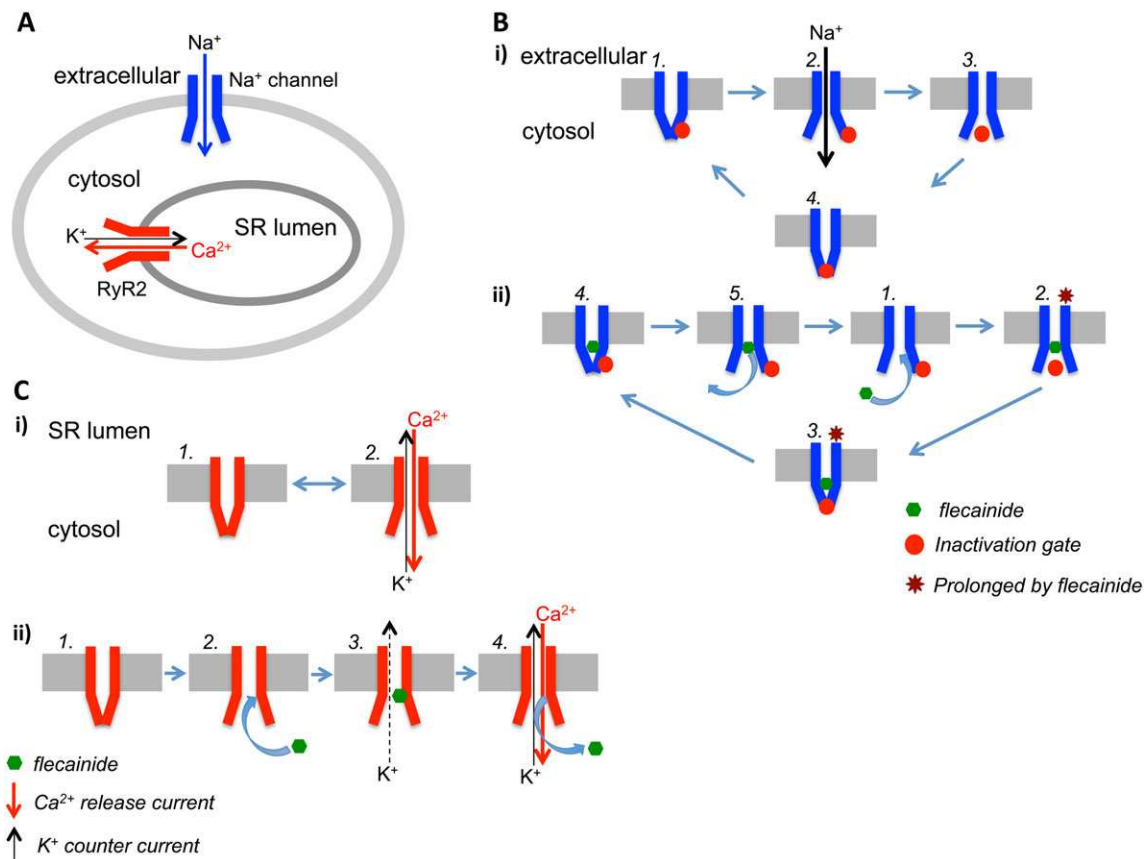 A
Na⁺
extracellular
Na⁺ channel
cytosol
SR lumen
K⁺
Ca²⁺
RyR2
B
i)
extracellular
Na⁺
1.
2.
3.
cytosol
4.
ii)
4.
5.
1.
2.
3.
flecainide
Inactivation gate
Prolonged by flecainide
C
i)
SR lumen
Ca²⁺
1.
2.
cytosol
K⁺
ii)
1.
2.
3.
4.
Ca²⁺
K⁺
K⁺
flecainide
Ca²⁺ release current
K⁺ counter current